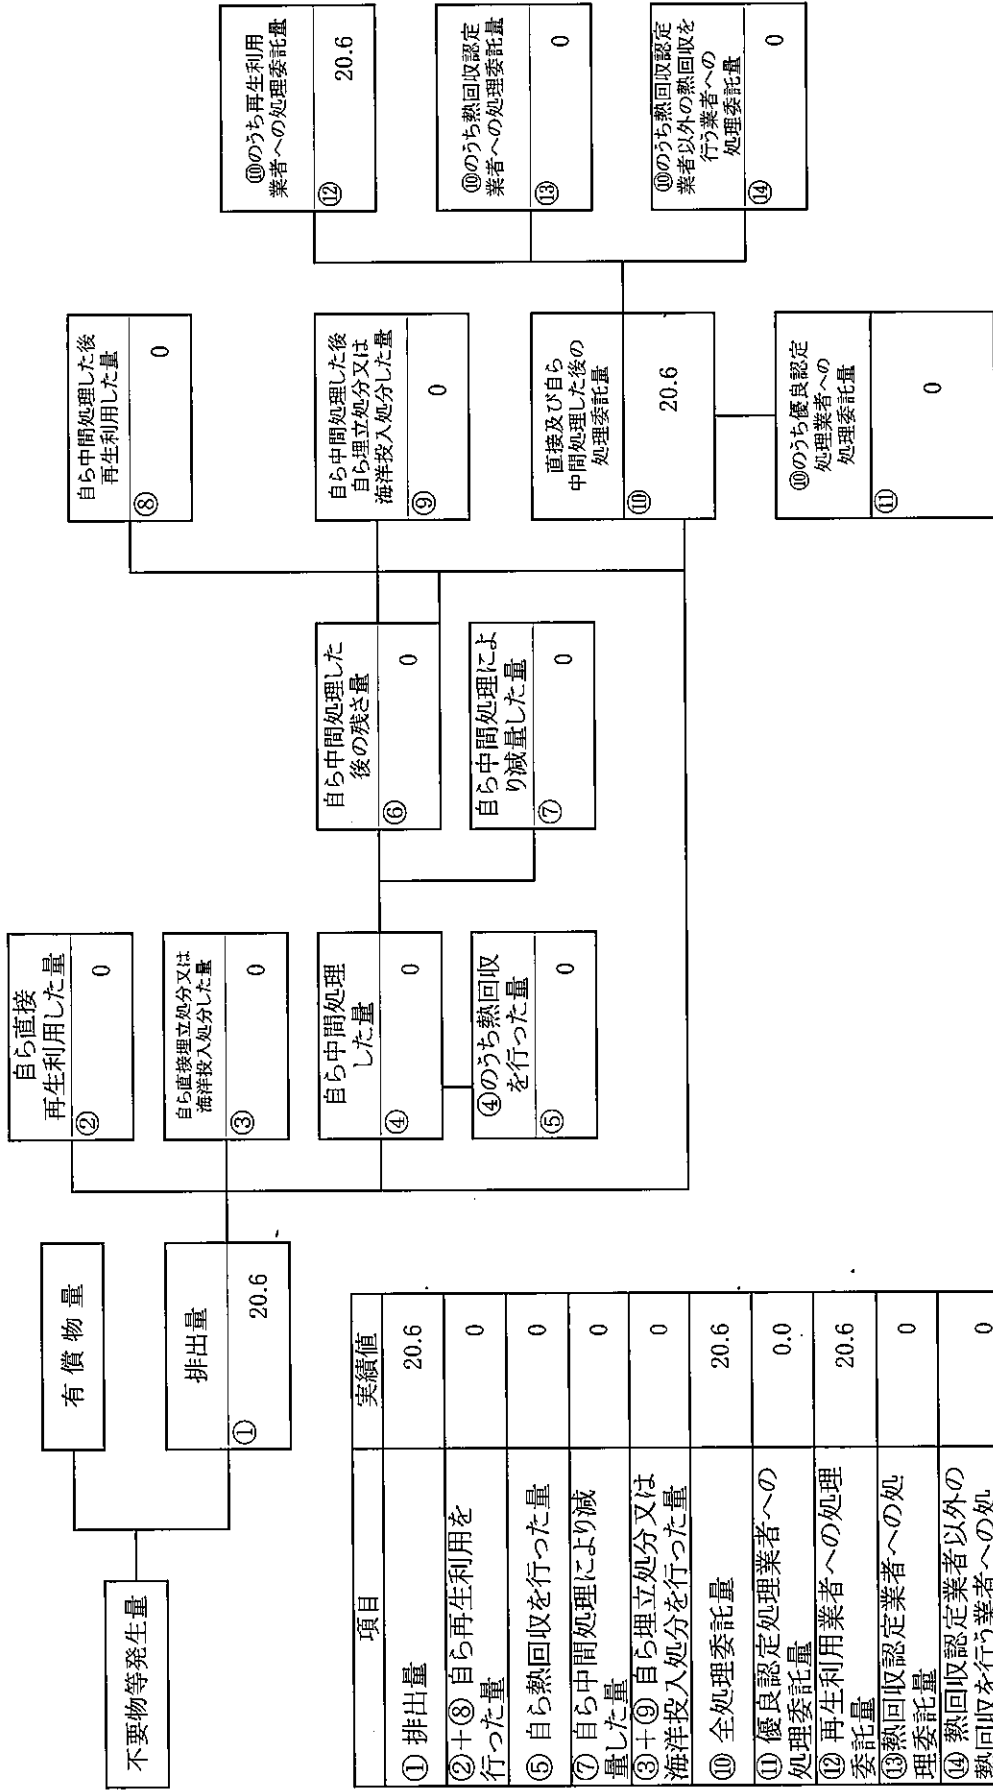 不要物等発生量
有償物量
排出量
①
20.6
自ら直接
再生利用した量
②
0
自ら直接埋立処分又は
海洋投入処分した量
③
0
自ら中間処理
した量
④
0
④のうち熱回収
を行った量
⑤
0
自ら中間処理した
後の残さ量
⑥
0
自ら中間処理によ
り減量した量
⑦
0
自ら中間処理した後
再生利用した量
⑧
0
自ら中間処理した後
自ら埋立処分又は
海洋投入処分した量
⑨
0
直接及び自ら
中間処理した後の
処理委託量
⑩
20.6
⑩のうち優良認定
処理業者への
処理委託量
⑪
0
⑩のうち再生利用
業者への処理委託量
⑫
20.6
⑩のうち熱回収認定
業者への処理委託量
⑬
0
⑩のうち熱回収認定
業者以外の熱回収を
行う業者への
処理委託量
⑭
0
項目 実績値
① 排出量 20.6
②+⑧ 自ら再生利用を
行った量 0
⑤ 自ら熱回収を行った量 0
⑦ 自ら中間処理により減
量した量 0
③+⑨ 自ら埋立処分又は
海洋投入処分を行った量 0
⑩ 全処理委託量 20.6
⑪ 優良認定処理業者への
処理委託量 0.0
⑫ 再生利用業者への処理
委託量 20.6
⑬熱回収認定業者への処
理委託量 0
⑭ 熱回収認定業者以外の
熱回収を行う業者への処 0